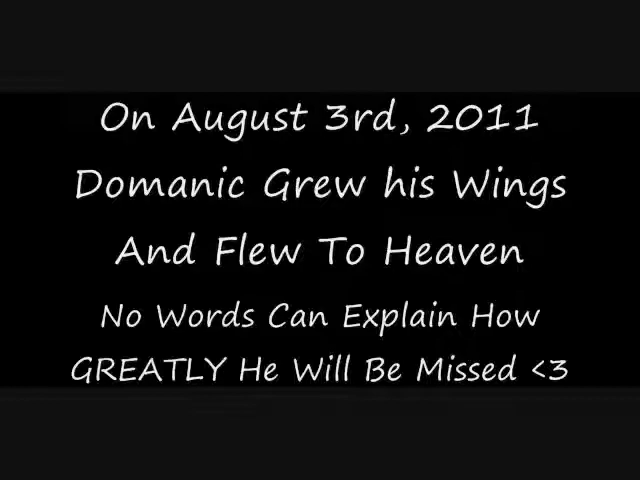 On August 3rd, 2011
Domanic Grew his Wings
And Flew To Heaven
No Words Can Explain How
GREATLY He Will Be Missed <3